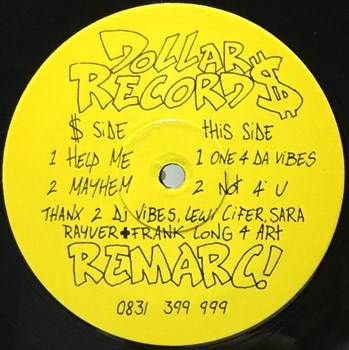 DOLLAR
RECORD$
$ SIDE
1 HELP ME
2 MAYHEM
THIS SIDE
1 ONE 4 DA VIBES
2 NOT 4 U
THANX 2 DJ VIBES, LEWI CIFER, SARA
RAYVER + FRANK LONG 4 ART
REMARC!
0831 399 999